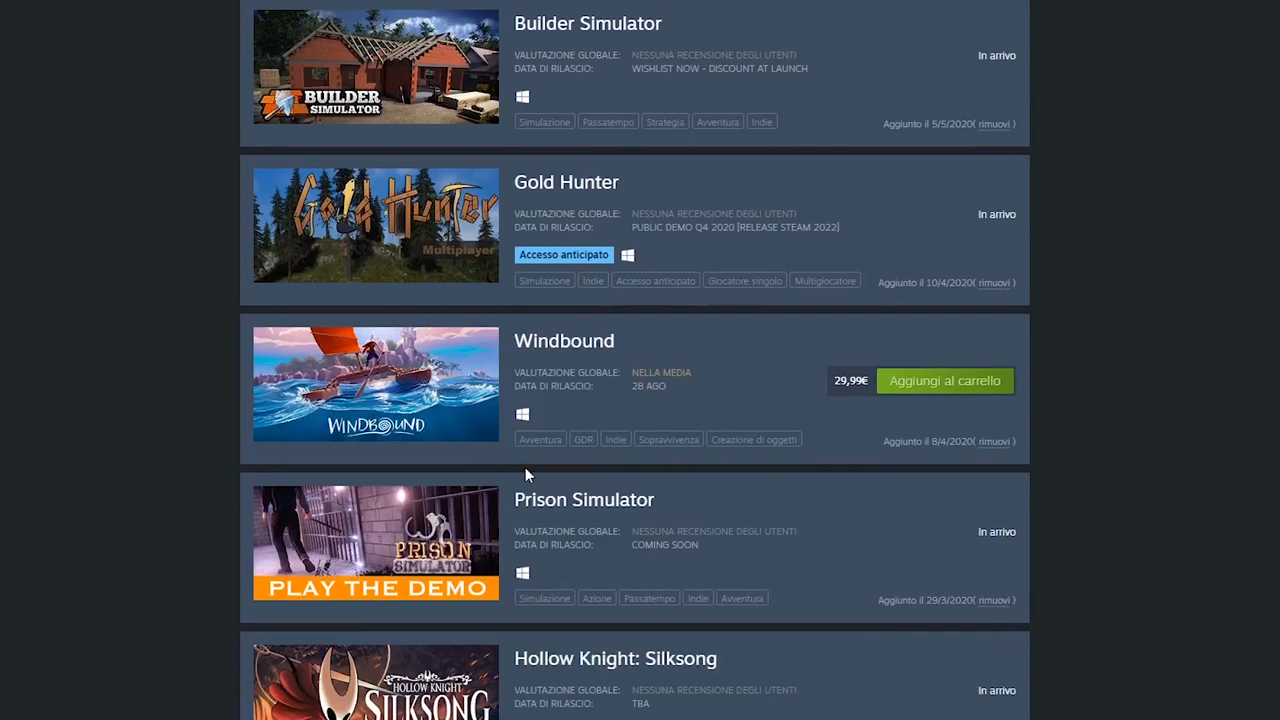 Builder Simulator
VALUTAZIONE GLOBALE: NESSUNA RECENSIONE DEGLI UTENTI
In arrivo
DATA DI RILASCIO: WISHLIST NOW - DISCOUNT AT LAUNCH
BUILDER
SIMULATOR
Simulazione Passatempo Strategia Avventura Indie
Aggiunto il 5/5/2020( rimuovi )
Gold Hunter
Gold Hunter
Multiplayer
VALUTAZIONE GLOBALE: NESSUNA RECENSIONE DEGLI UTENTI
In arrivo
DATA DI RILASCIO: PUBLIC DEMO Q4 2020 [RELEASE STEAM 2022]
Accesso anticipato
Simulazione Indie Accesso anticipato Giocatore singolo Multigiocatore
Aggiunto il 10/4/2020( rimuovi )
Windbound
VALUTAZIONE GLOBALE: NELLA MEDIA
DATA DI RILASCIO: 28 AGO
29,99€ Aggiungi al carrello
WINDBOUND
Avventura GDR Indie Sopravvivenza Creazione di oggetti
Aggiunto il 8/4/2020( rimuovi )
Prison Simulator
VALUTAZIONE GLOBALE: NESSUNA RECENSIONE DEGLI UTENTI
In arrivo
DATA DI RILASCIO: COMING SOON
PRISON
SIMULATOR
PLAY THE DEMO
Simulazione Azione Passatempo Indie Avventura
Aggiunto il 29/3/2020( rimuovi )
Hollow Knight: Silksong
HOLLOW KNIGHT
SILKSONG
VALUTAZIONE GLOBALE: NESSUNA RECENSIONE DEGLI UTENTI
In arrivo
DATA DI RILASCIO: TBA